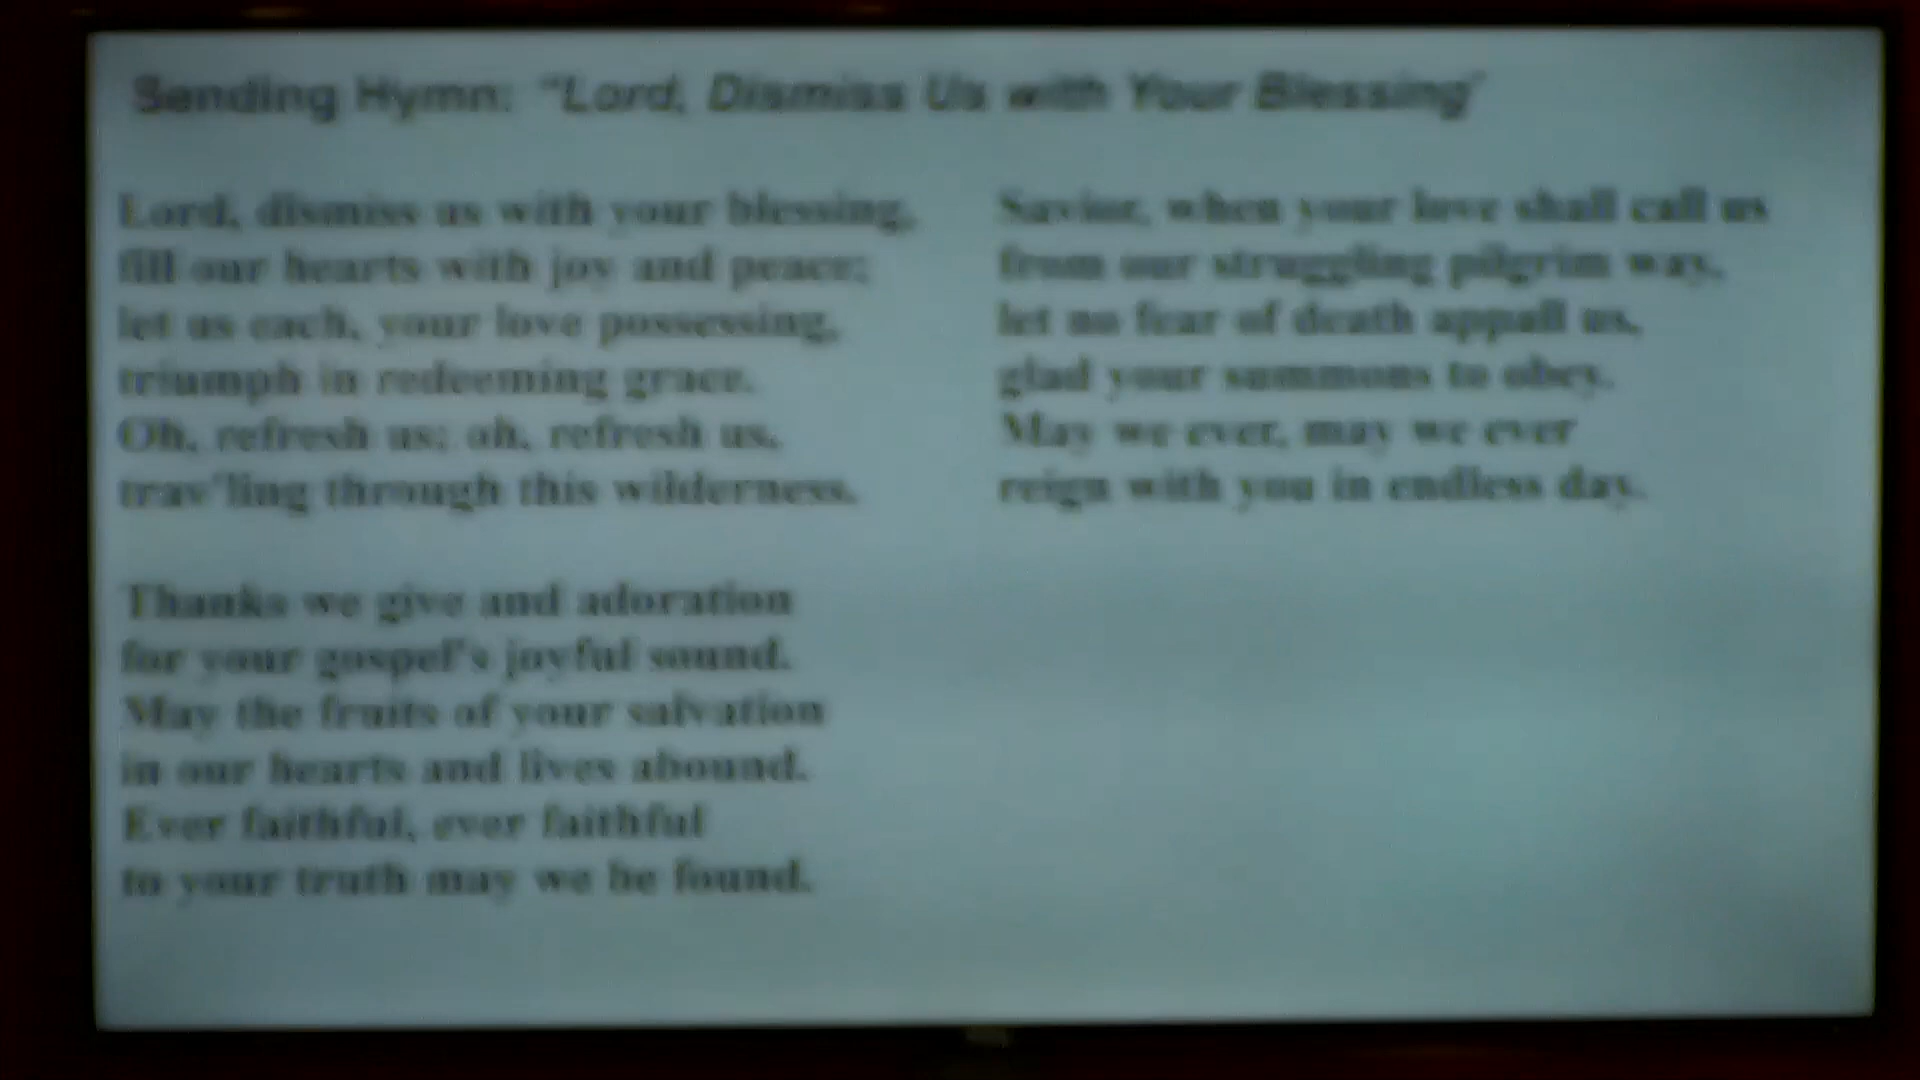 Sending Hymn: "Lord, Dismiss Us with Your Blessing'
Lord, dismiss us with your blessing,
fill our hearts with joy and peace;
let us each, your love possessing,
triumph in redeeming grace.
Oh, refresh us; oh, refresh us,
trav'ling through this wilderness.
Thanks we give and adoration
for your gospel's joyful sound.
May the fruits of your salvation
in our hearts and lives abound.
Ever faithful, ever faithful
to your truth may we be found.
Savior, when your love shall call us
from our struggling pilgrim way,
let no fear of death appall us,
glad your summons to obey.
May we ever, may we ever
reign with you in endless day.